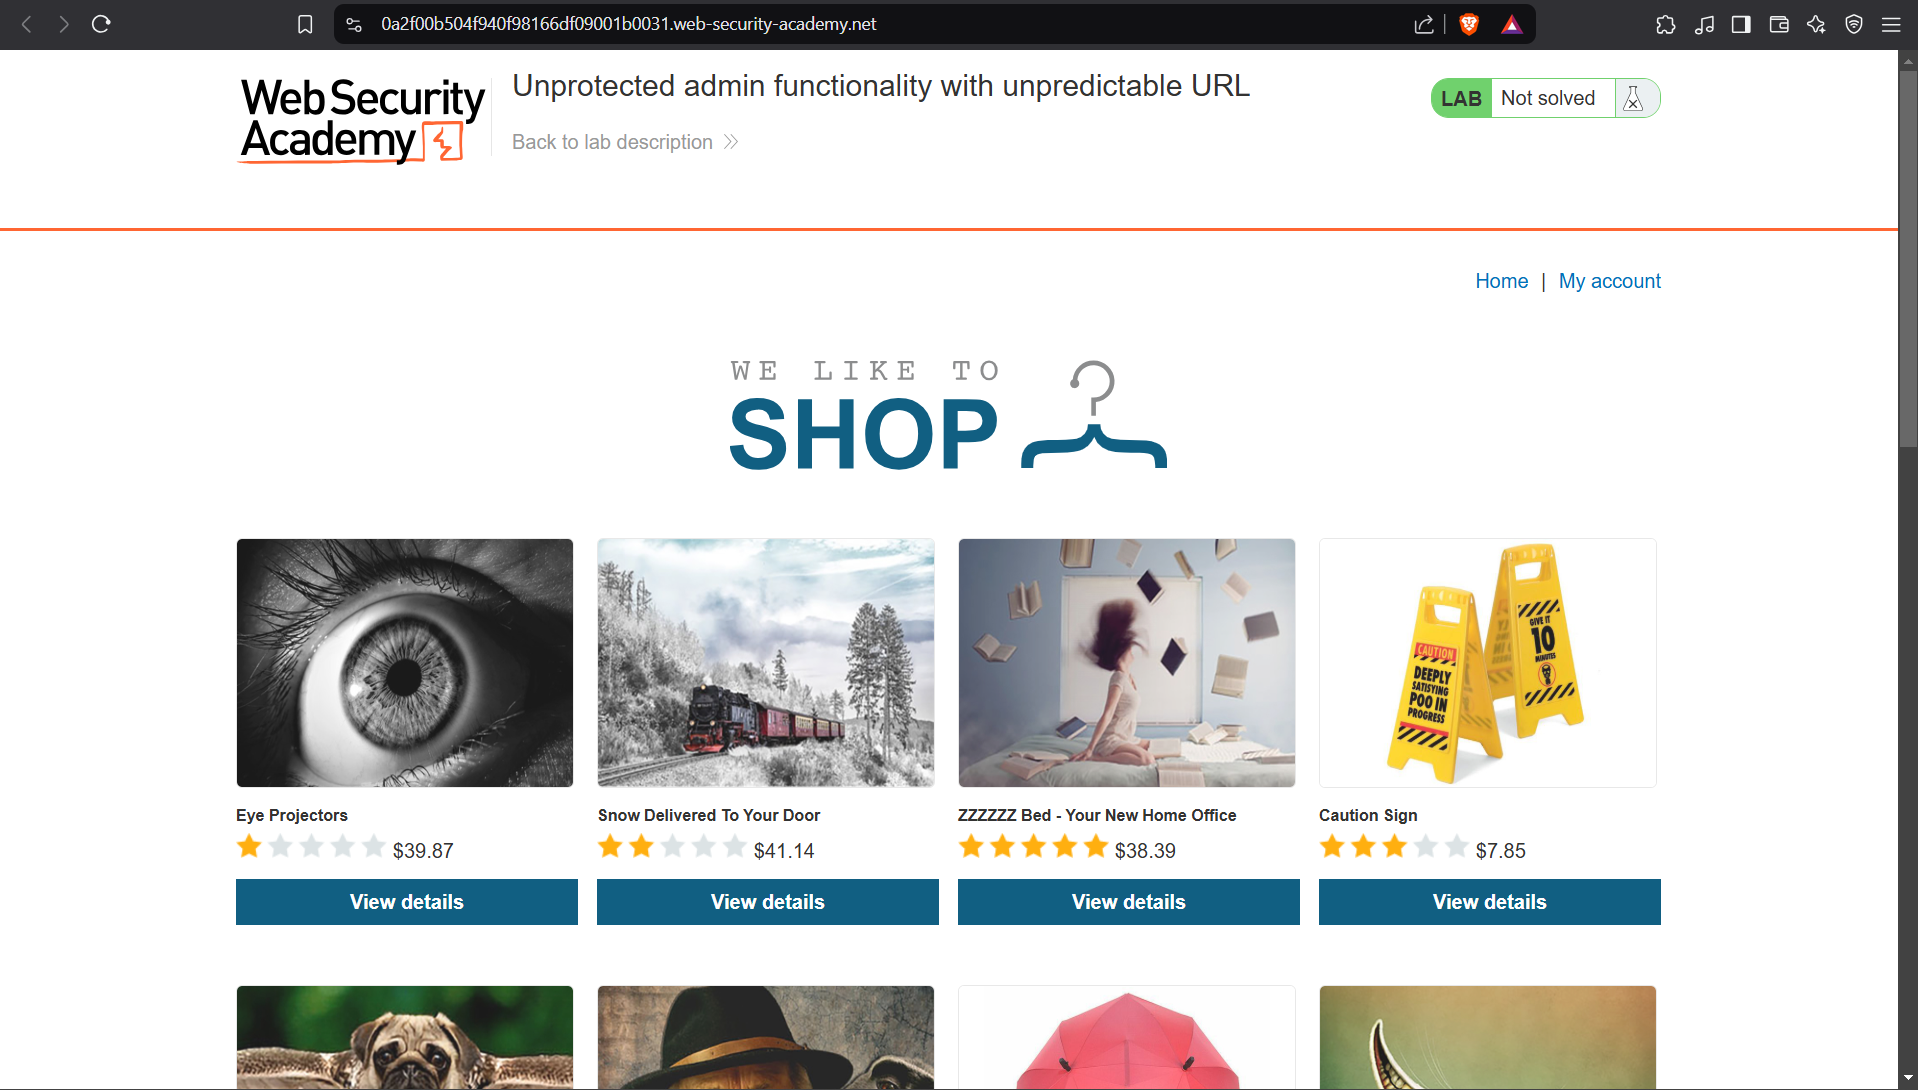 0a2f00b504f940f98166df09001b0031.web-security-academy.net
Web Security
Academy
Unprotected admin functionality with unpredictable URL
Back to lab description
LAB Not solved
Home | My account
WE LIKE TO
SHOP
GIVE IT
10
MINUTES
CAUTION
DEEPLY
SATISFYING
POO IN
PROGRESS
Eye Projectors
$39.87
View details
Snow Delivered To Your Door
$41.14
View details
ZZZZZZ Bed - Your New Home Office
$38.39
View details
Caution Sign
$7.85
View details